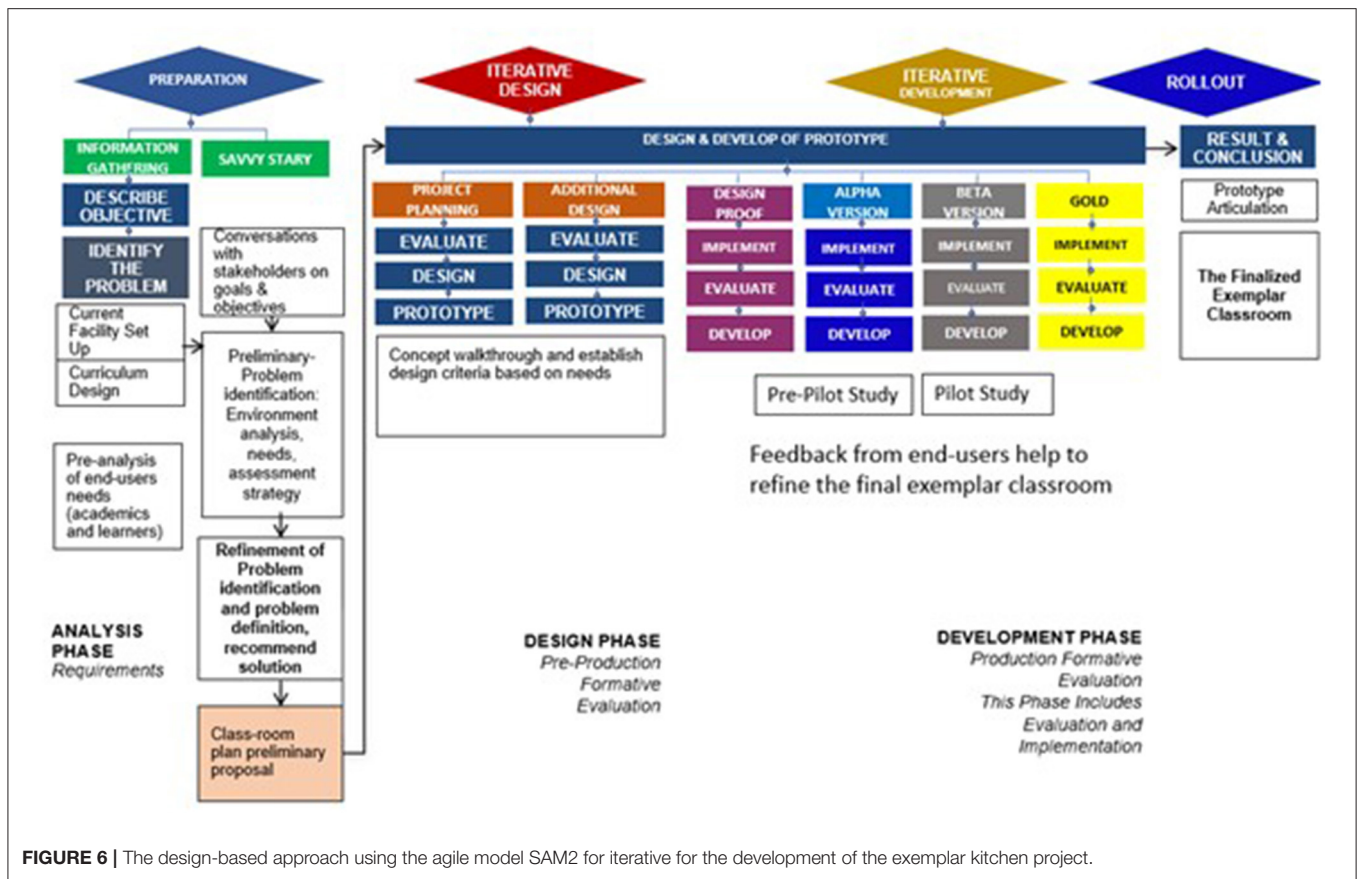 PREPARATION
ITERATIVE
DESIGN
ITERATIVE
DEVELOPMENT
ROLLOUT
INFORMATION
GATHERING
SAVVY STARY
DESCRIBE
OBJECTIVE
IDENTIFY
THE
PROBLEM
Current
Facility Set
Up
Curriculum
Design
Pre-analysis
of end-users
needs
(academics
and learners)
Conversations
with
stakeholders on
goals &
objectives
Preliminary-
Problem
identification:
Environment
analysis,
needs,
assessment
strategy
Refinement of
Problem
identification
and problem
definition,
recommend
solution
Class-room
plan preliminary
proposal
ANALYSIS
PHASE
Requirements
DESIGN & DEVELOP OF PROTOTYPE
PROJECT
PLANNING
EVALUATE
DESIGN
PROTOTYPE
ADDITIONAL
DESIGN
EVALUATE
DESIGN
PROTOTYPE
Concept walkthrough and establish
design criteria based on needs
DESIGN
PROOF
IMPLEMENT
EVALUATE
DEVELOP
ALPHA
VERSION
IMPLEMENT
EVALUATE
DEVELOP
BETA
VERSION
IMPLEMENT
EVALUATE
DEVELOP
GOLD
IMPLEMENT
EVALUATE
DEVELOP
Pre-Pilot Study
Pilot Study
Feedback from end-users help to
refine the final exemplar classroom
DESIGN PHASE
Pre-Production
Formative
Evaluation
DEVELOPMENT PHASE
Production Formative
Evaluation
This Phase Includes
Evaluation and
Implementation
RESULT &
CONCLUSION
Prototype
Articulation
The Finalized
Exemplar
Classroom
FIGURE 6 | The design-based approach using the agile model SAM2 for iterative for the development of the exemplar kitchen project.